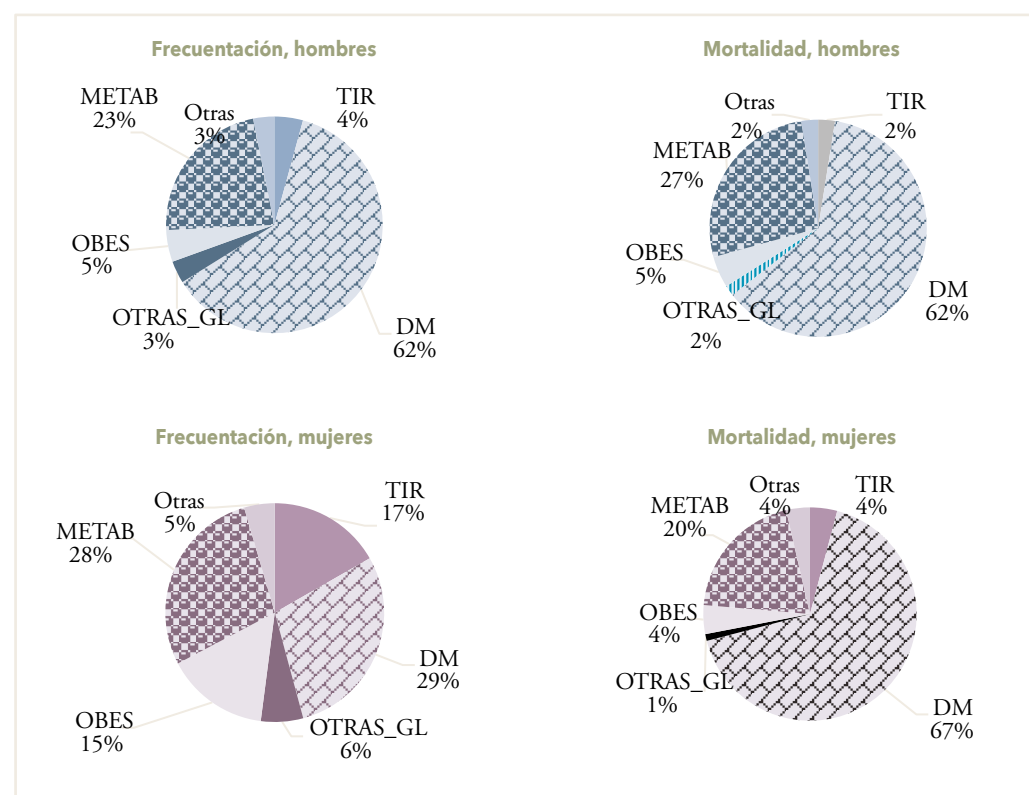 Frecuentación, hombres
METAB
23%
Otras
3%
TIR
4%
OBES
5%
OTRAS_GL
3%
DM
62%
Mortalidad, hombres
Otras
2%
TIR
2%
METAB
27%
OBES
5%
OTRAS_GL
2%
DM
62%
Frecuentación, mujeres
Otras
5%
TIR
17%
METAB
28%
DM
29%
OBES
15%
OTRAS_GL
6%
Mortalidad, mujeres
Otras
4%
TIR
4%
METAB
20%
OBES
4%
OTRAS_GL
1%
DM
67%